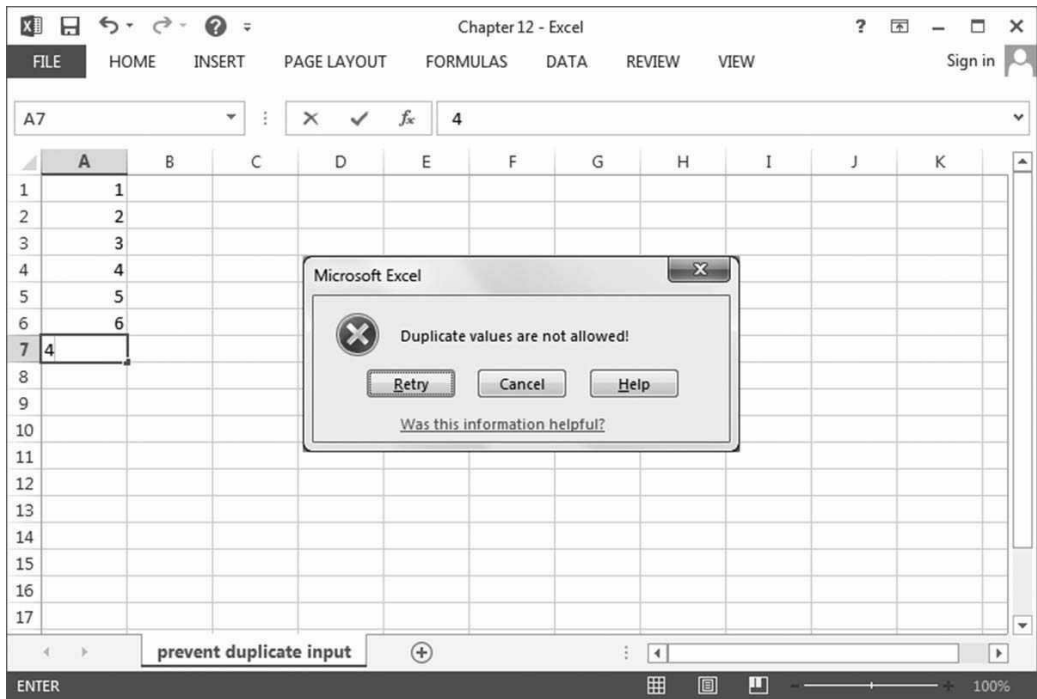 Chapter 12 - Excel ?
FILE HOME INSERT PAGE LAYOUT FORMULAS DATA REVIEW VIEW Sign in
A7 fx 4
A B C D E F G H I J K
1 1
2 2
3 3
4 4
5 5
6 6
7 4
8
9
10
11
12
13
14
15
16
17
Microsoft Excel
Duplicate values are not allowed!
Retry Cancel Help
Was this information helpful?
prevent duplicate input
ENTER 100%